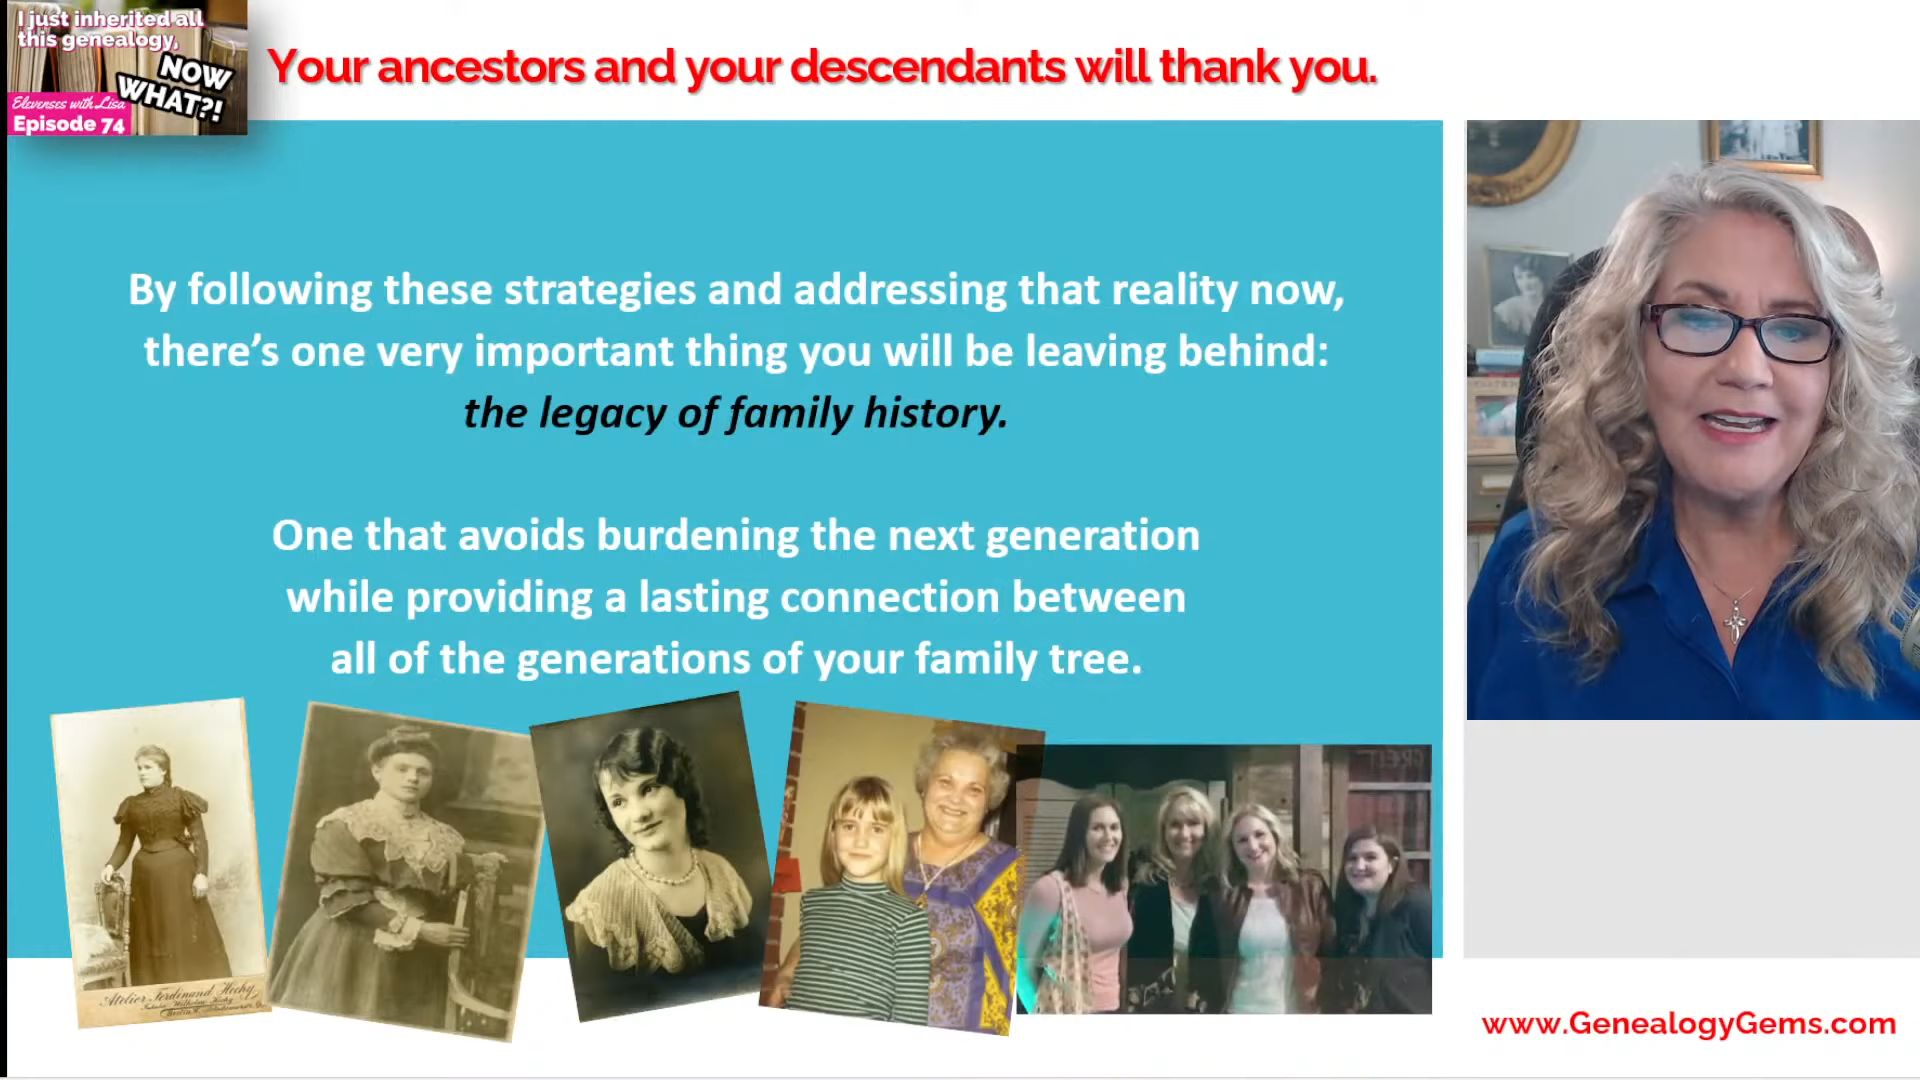 I just inherited all
this genealogy,
NOW
WHAT?!
Elevenses with Lisa
Episode 74
Your ancestors and your descendants will thank you.
By following these strategies and addressing that reality now,
there's one very important thing you will be leaving behind:
the legacy of family history.
One that avoids burdening the next generation
while providing a lasting connection between
all of the generations of your family tree.
Atelier Ferdinand Hechy
www.GenealogyGems.com